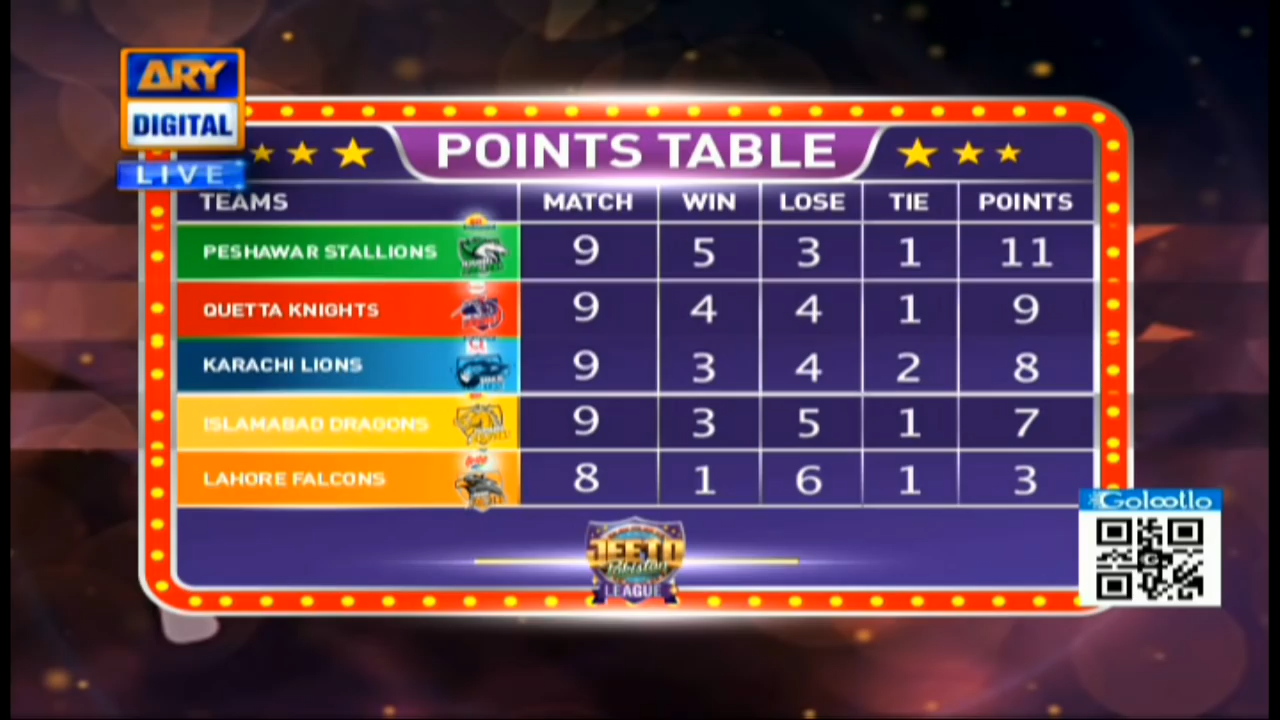 ARY
DIGITAL
LIVE
POINTS TABLE
TEAMS MATCH WIN LOSE TIE POINTS
PESHAWAR STALLIONS 9 5 3 1 11
QUETTA KNIGHTS 9 4 4 1 9
KARACHI LIONS 9 3 4 2 8
ISLAMABAD DRAGONS 9 3 5 1 7
LAHORE FALCONS 8 1 6 1 3
Golootlo
JEETO
Pakistan
LEAGUE